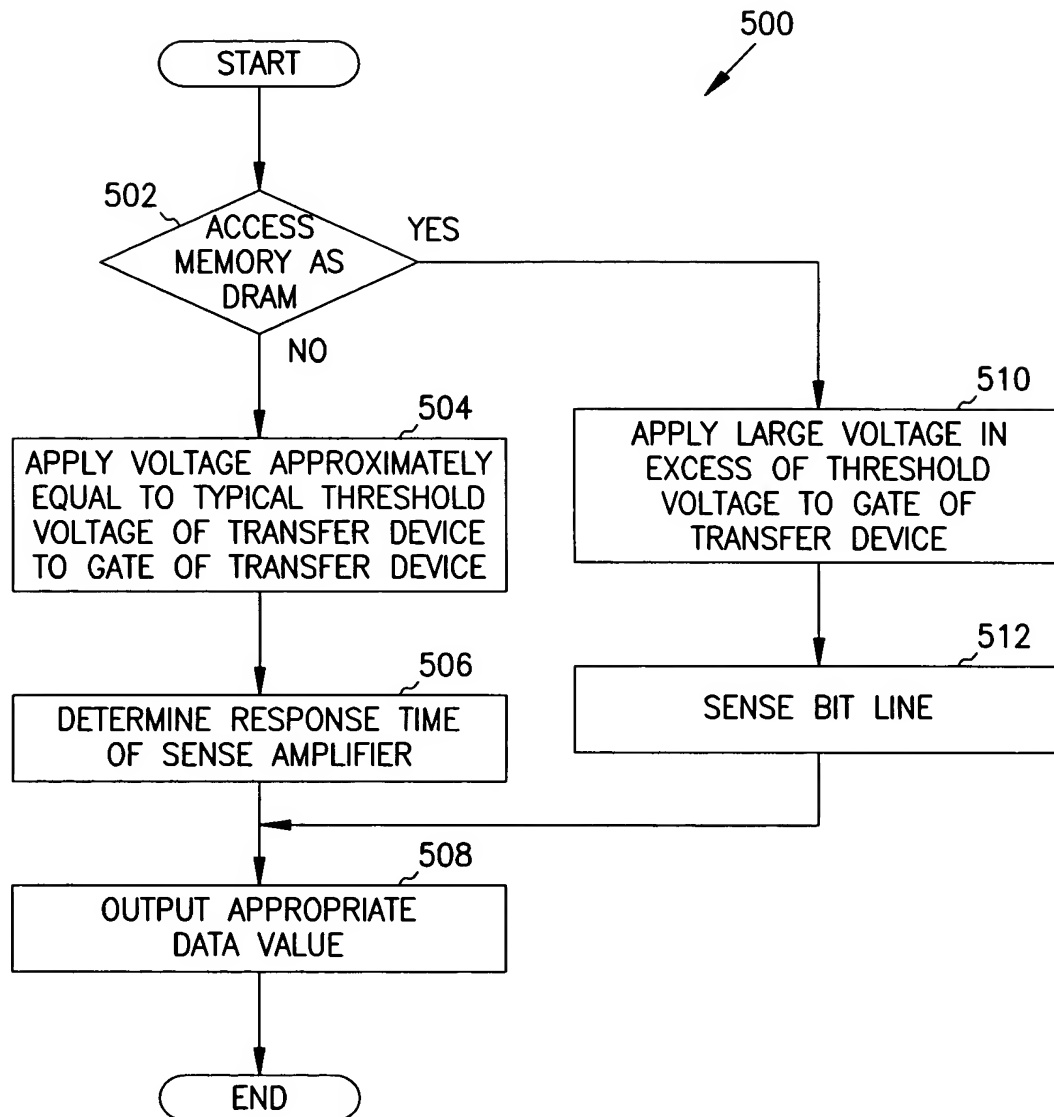 500
START
502
ACCESS
MEMORY AS
DRAM
YES
NO
504
APPLY VOLTAGE APPROXIMATELY
EQUAL TO TYPICAL THRESHOLD
VOLTAGE OF TRANSFER DEVICE
TO GATE OF TRANSFER DEVICE
510
APPLY LARGE VOLTAGE IN
EXCESS OF THRESHOLD
VOLTAGE TO GATE OF
TRANSFER DEVICE
506
DETERMINE RESPONSE TIME
OF SENSE AMPLIFIER
512
SENSE BIT LINE
508
OUTPUT APPROPRIATE
DATA VALUE
END